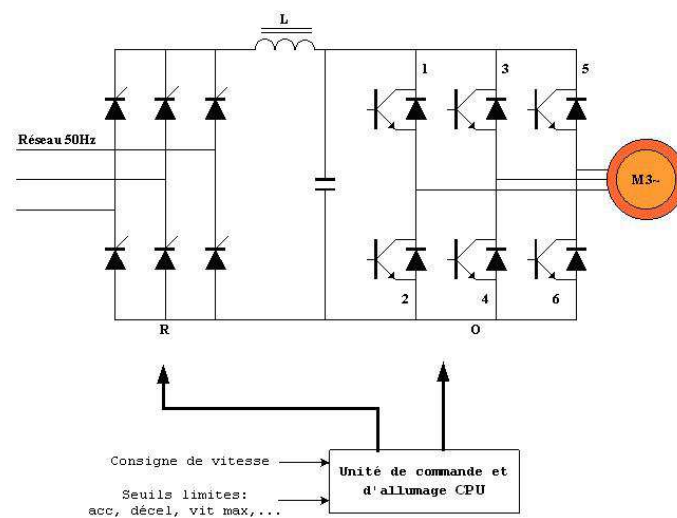 L
1
3
5
Réseau 50Hz
M3~
2
4
6
R
O
Consigne de vitesse
Unité de commande et
d'allumage CPU
Seuils limites:
acc, décel, vit max,...